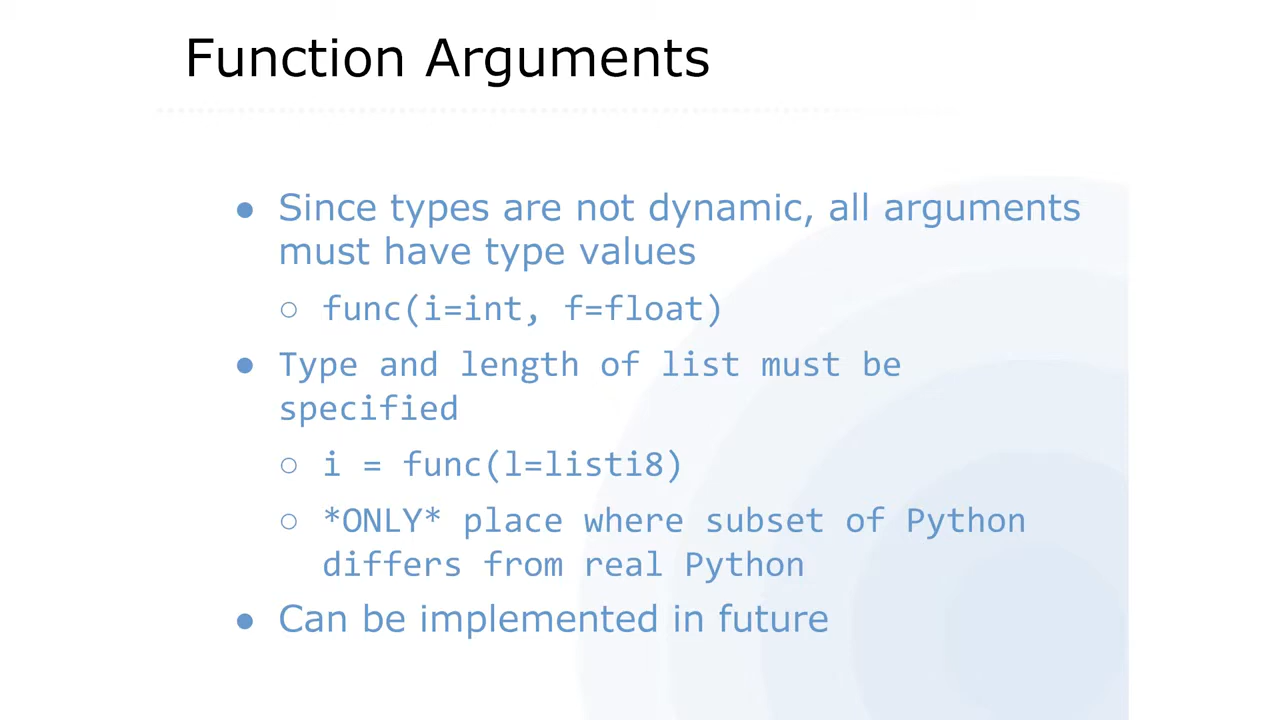 Function Arguments
● Since types are not dynamic, all arguments
must have type values
○ func(i=int, f=float)
● Type and length of list must be
specified
○ i = func(l=listi8)
○ *ONLY* place where subset of Python
differs from real Python
● Can be implemented in future